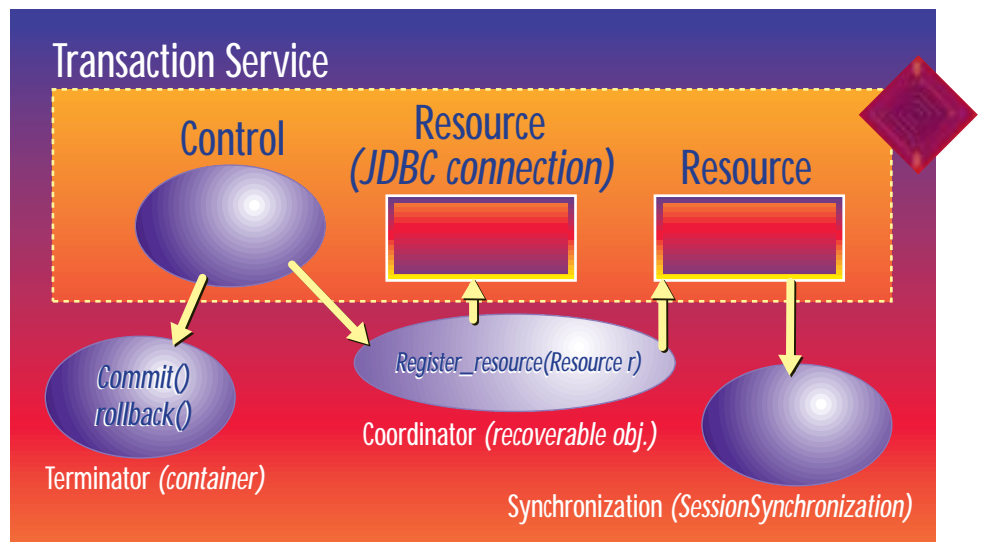 Transaction Service
Control
Resource
(JDBC connection)
Resource
Commit()
rollback()
Register_resource(Resource r)
Coordinator (recoverable obj.)
Terminator (container)
Synchronization (SessionSynchronization)